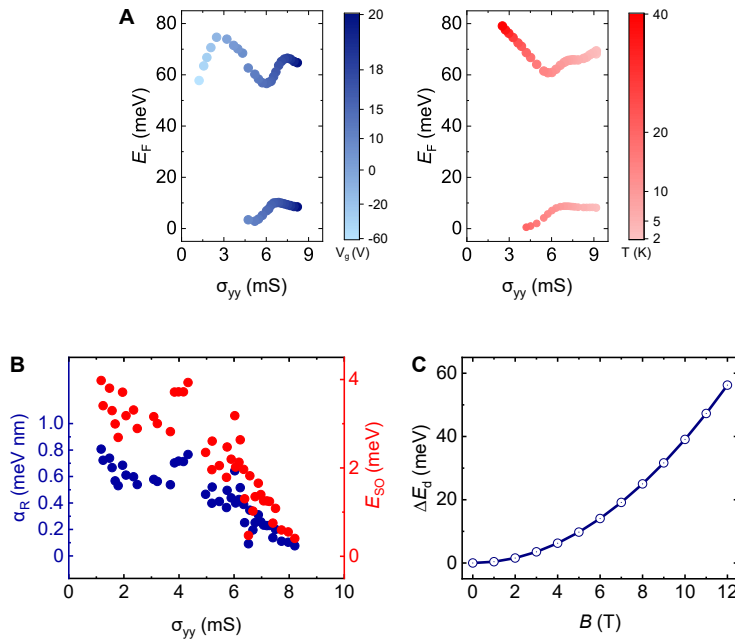 A
80
60
40
20
0
E_F (meV)
0 3 6 9
σ_yy (mS)
20
18
15
10
0
-20
-60
V_g (V)
80
60
40
20
0
E_F (meV)
0 3 6 9
σ_yy (mS)
40
20
10
5
2
T (K)
B
1.0
0.8
0.6
0.4
0.2
0
α_R (meV nm)
4
2
0
E_SO (meV)
0 2 4 6 8 10
σ_yy (mS)
C
60
40
20
0
ΔE_d (meV)
0 2 4 6 8 10 12
B (T)